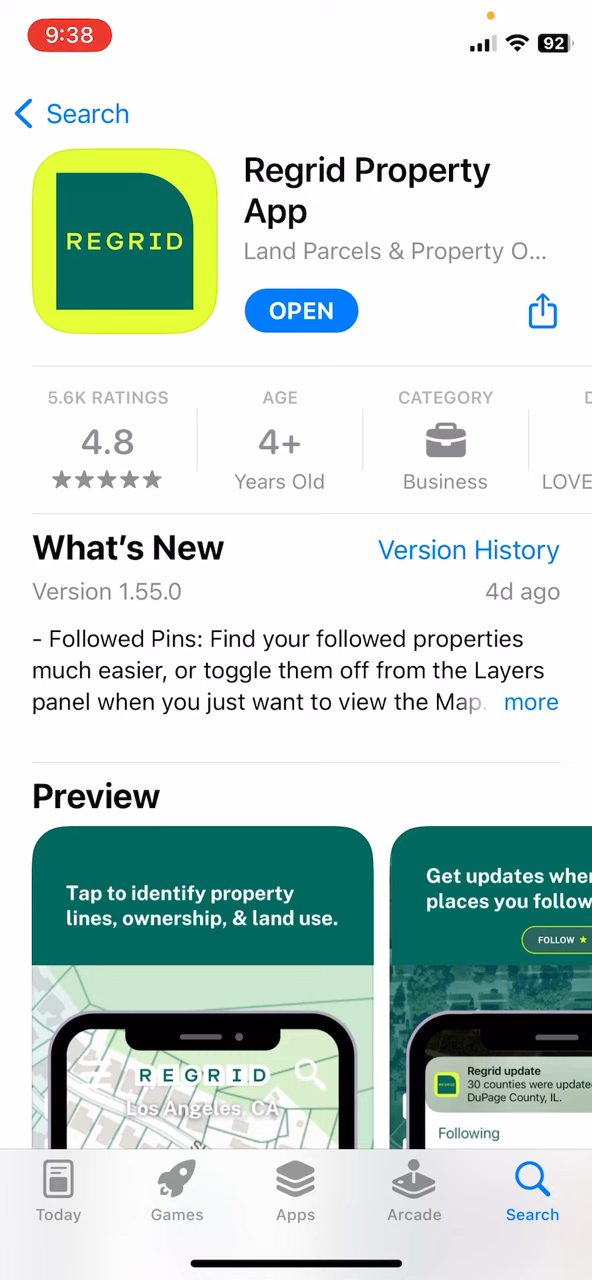 9:38
92
Search
REGRID
Regrid Property
App
Land Parcels & Property O...
OPEN
5.6K RATINGS
4.8
AGE
4+
Years Old
CATEGORY
Business
LOVE
What's New
Version History
Version 1.55.0
4d ago
- Followed Pins: Find your followed properties
much easier, or toggle them off from the Layers
panel when you just want to view the Map.
more
Preview
Tap to identify property
lines, ownership, & land use.
REGRID
Los Angeles, CA
Get updates when
places you follow
FOLLOW ★
Regrid update
30 counties were update
DuPage County, IL.
Following
Today
Games
Apps
Arcade
Search